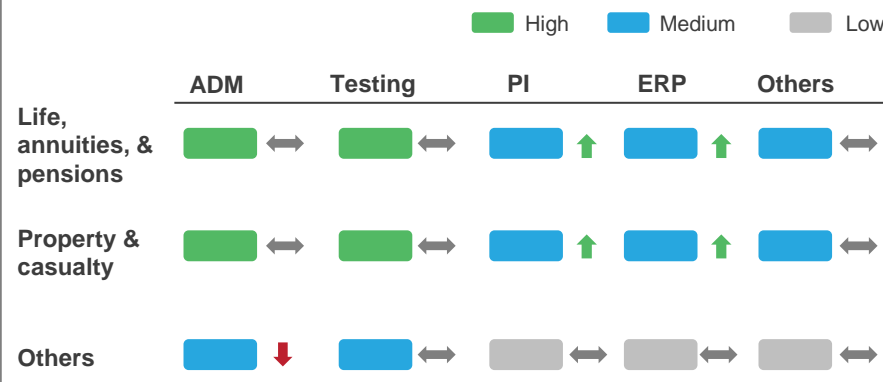 High Medium Low
ADM Testing PI ERP Others
Life,
annuities, &
pensions
Property &
casualty
Others